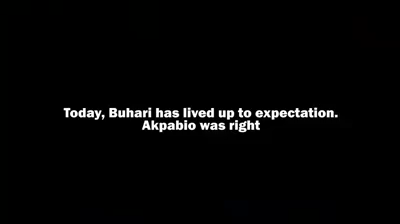 Today, Buhari has lived up to expectation.
Akpabio was right